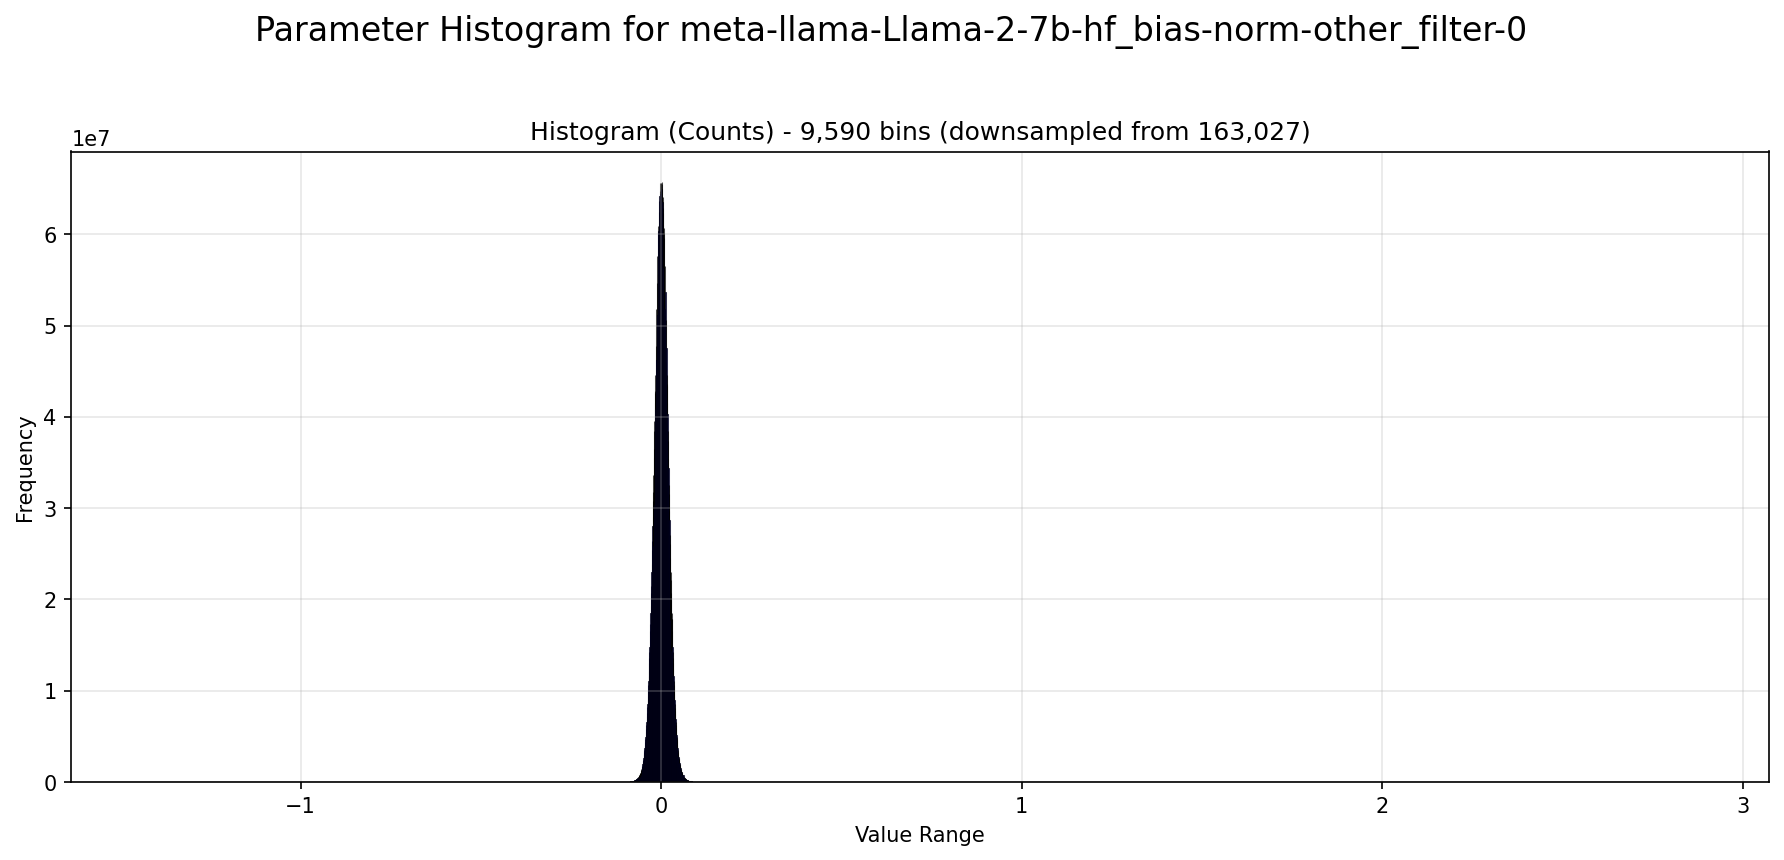 Parameter Histogram for meta-llama-Llama-2-7b-hf_bias-norm-other_filter-0
Histogram (Counts) - 9,590 bins (downsampled from 163,027)
1e7
6
5
4
3
2
1
0
Frequency
−1
0
1
2
3
Value Range